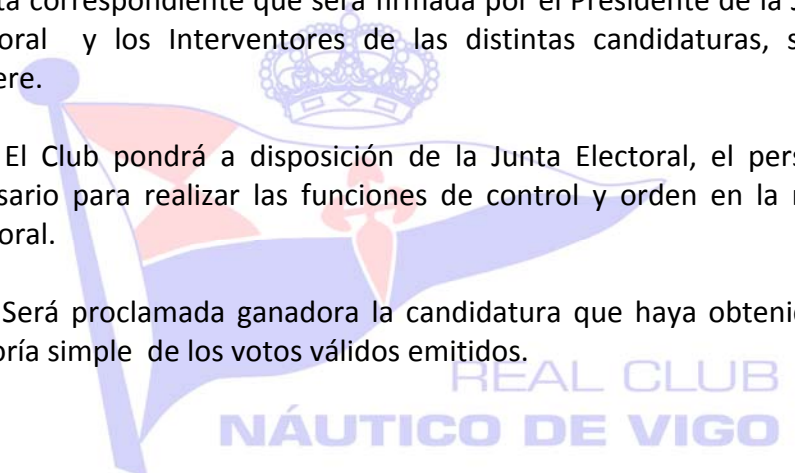 ta correspondiente que será firmada por el Presidente de la
oral y los Interventores de las distintas candidaturas, s
ere.
El Club pondrá a disposición de la Junta Electoral, el pers
sario para realizar las funciones de control y orden en la
oral.
Será proclamada ganadora la candidatura que haya obteni
ría simple de los votos válidos emitidos.
REAL CLUB
NÁUTICO DE VIGO